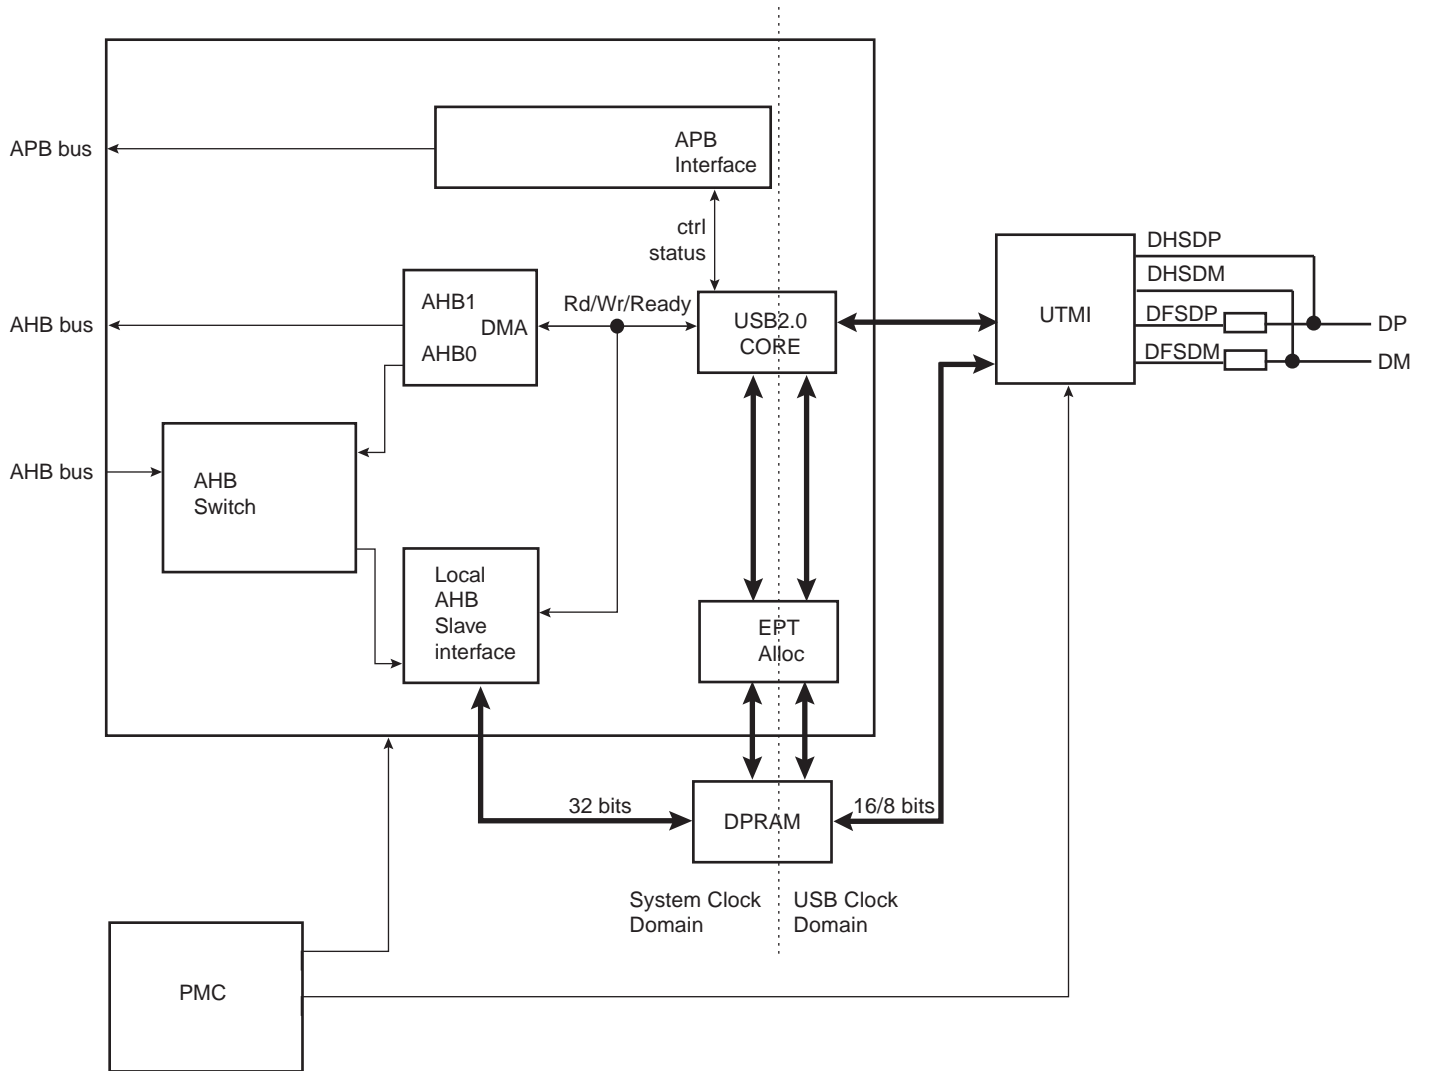 APB bus
APB
Interface
ctrl
status
AHB bus
AHB1
DMA
AHB0
Rd/Wr/Ready
USB2.0
CORE
UTMI
DHSDP
DHSDM
DFSDP
DFSDM
DP
DM
AHB bus
AHB
Switch
Local
AHB
Slave
interface
EPT
Alloc
32 bits
DPRAM
16/8 bits
System Clock
Domain
USB Clock
Domain
PMC